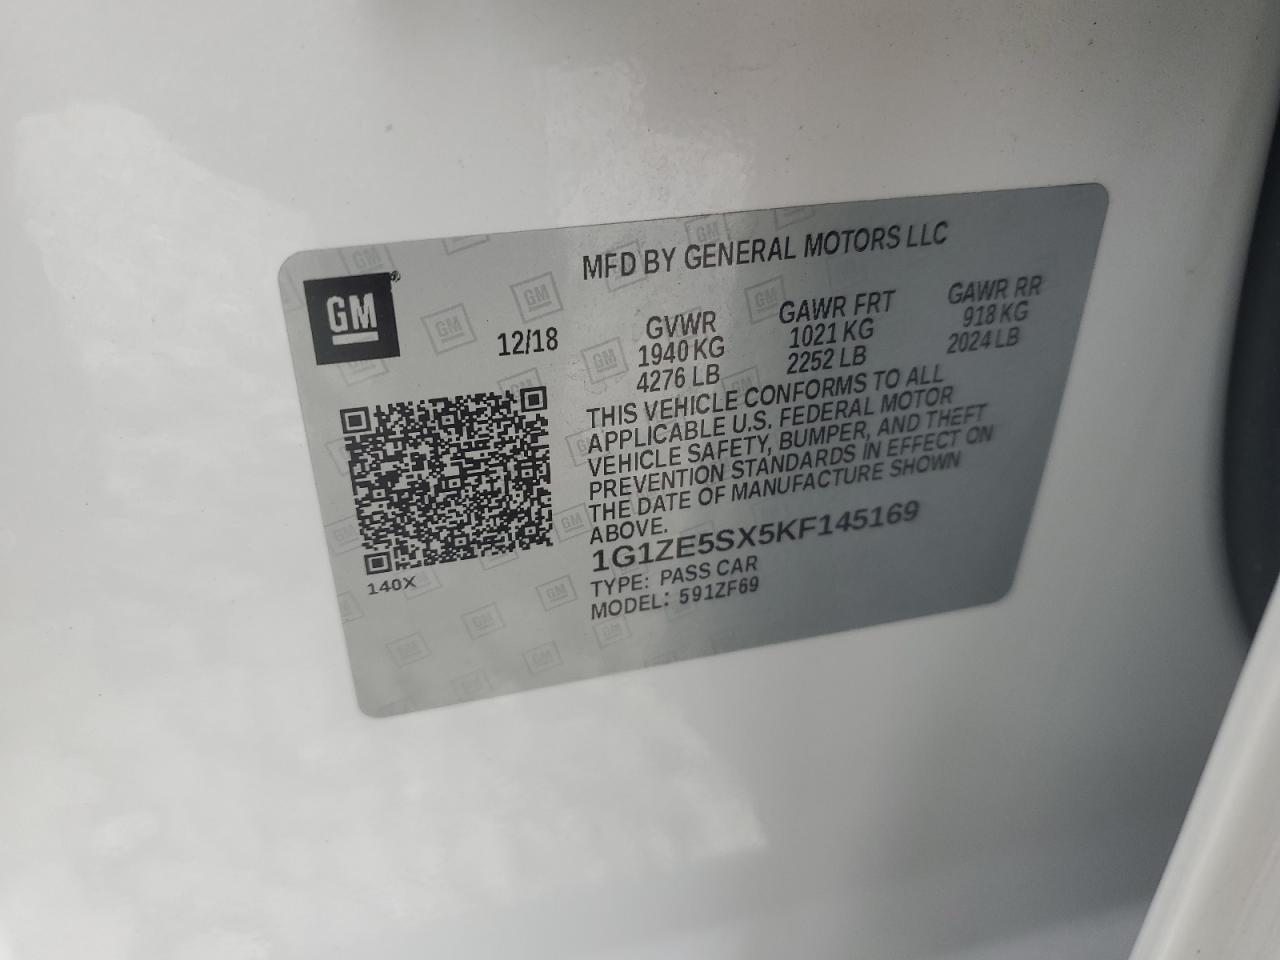 MFD BY GENERAL MOTORS LLC
GM
12/18
GVWR
1940 KG
4276 LB
GAWR FRT
1021 KG
2252 LB
GAWR RR
918 KG
2024 LB
THIS VEHICLE CONFORMS TO ALL
APPLICABLE U.S. FEDERAL MOTOR
VEHICLE SAFETY, BUMPER, AND THEFT
PREVENTION STANDARDS IN EFFECT ON
THE DATE OF MANUFACTURE SHOWN
ABOVE.
1G1ZE5SX5KF145169
TYPE: PASS CAR
MODEL: 591ZF69
140X